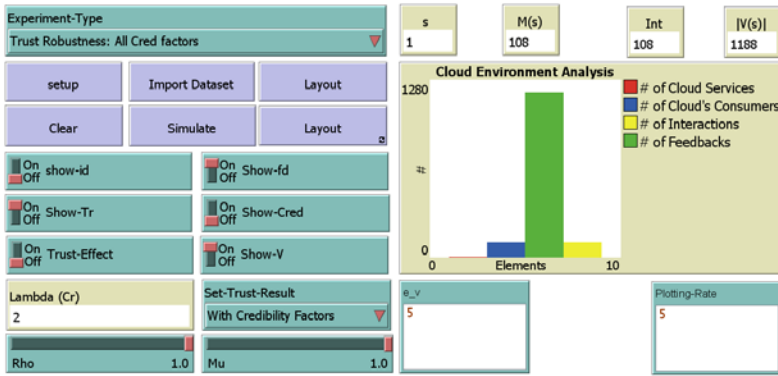 Experiment-Type
Trust Robustness: All Cred factors
s
1
M(s)
108
Int
108
|V(s)|
1188
setup
Import Dataset
Layout
Clear
Simulate
Layout
On
Off
show-id
On
Off
Show-fd
On
Off
Show-Tr
On
Off
Show-Cred
On
Off
Trust-Effect
On
Off
Show-V
Lambda (Cr)
2
Set-Trust-Result
With Credibility Factors
Rho
1.0
Mu
1.0
Cloud Environment Analysis
1280
#
0
0
Elements
10
# of Cloud Services
# of Cloud's Consumers
# of Interactions
# of Feedbacks
e_v
5
Plotting-Rate
5